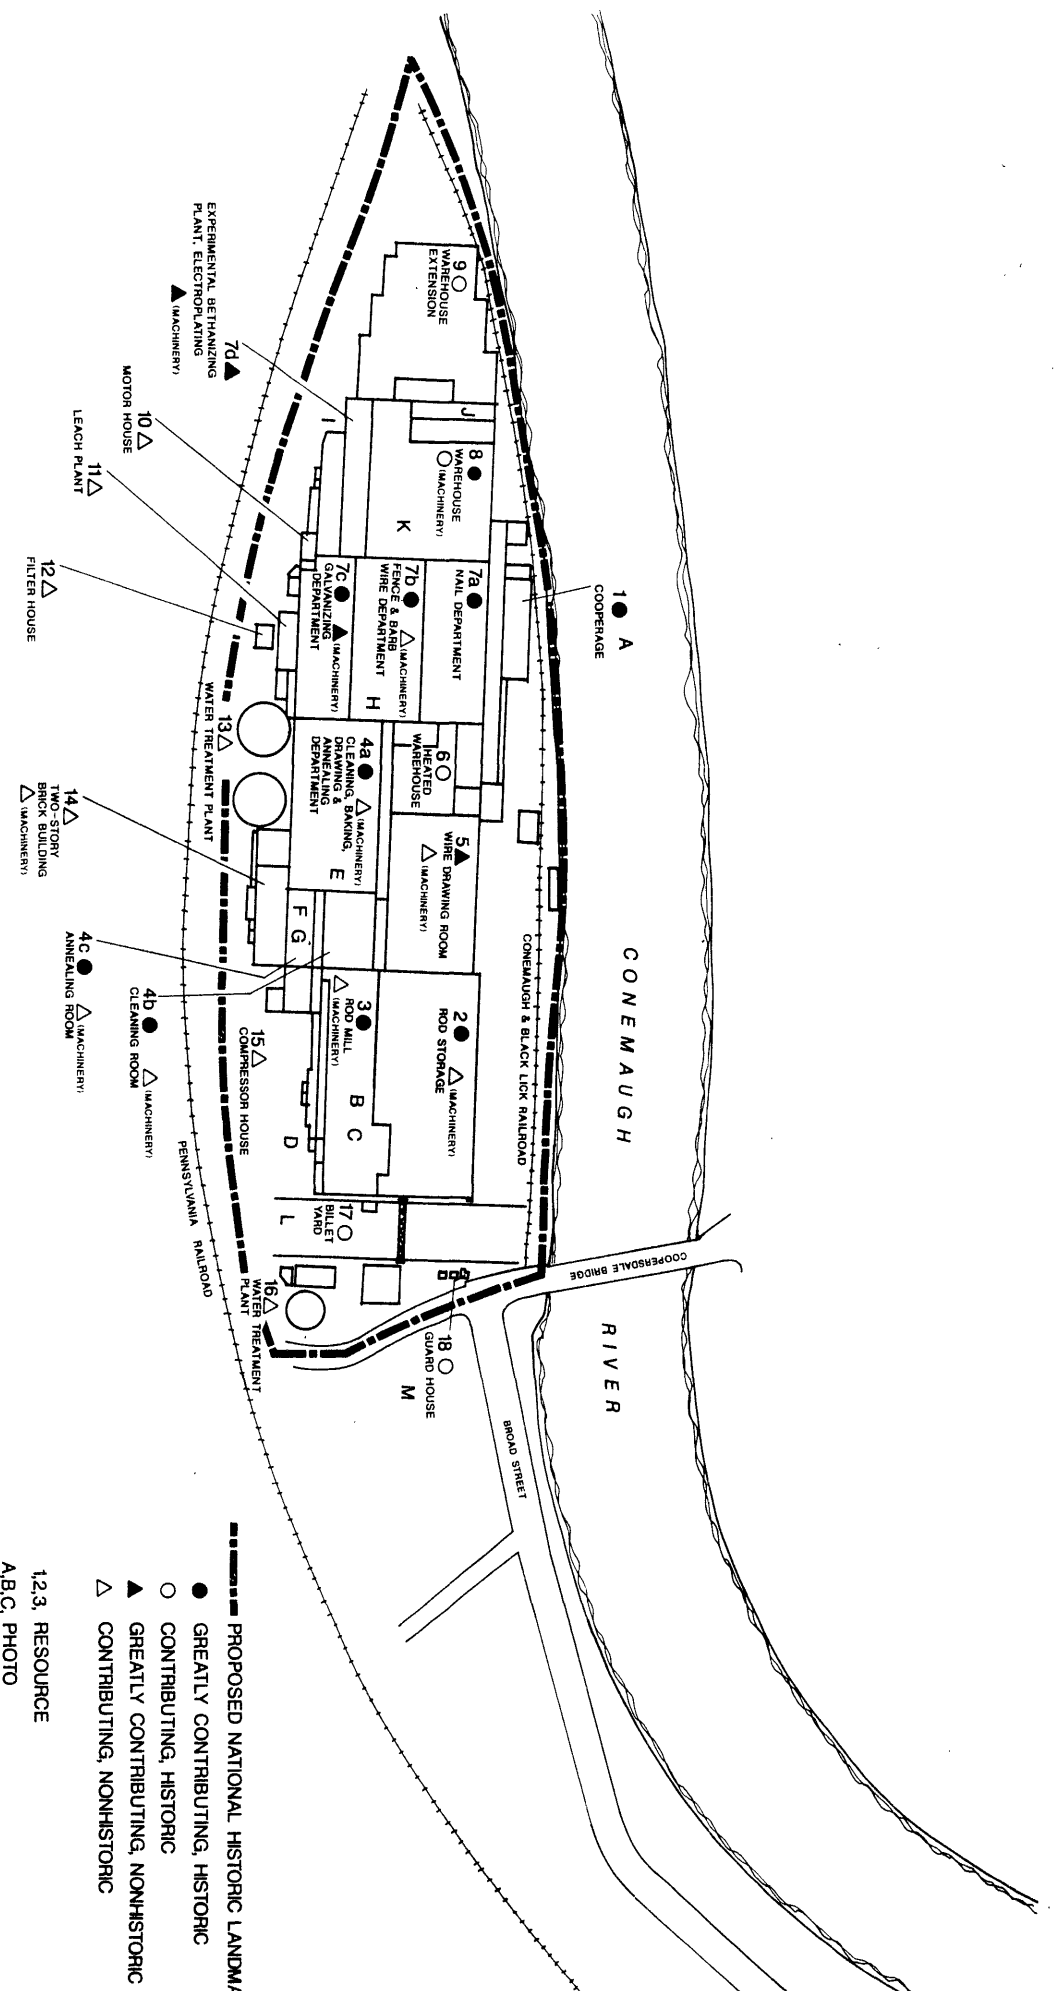 CONEMAUGH RIVER
COOPERSDALE BRIDGE
BROAD STREET
CONEMAUGH & BLACK LICK RAILROAD
PENNSYLVANIA RAILROAD
1 ● A
COOPERAGE
9 ○
WAREHOUSE
EXTENSION
J
8 ●
WAREHOUSE
○ (MACHINERY)
K
I
7a ●
NAIL DEPARTMENT
7b ● △ (MACHINERY)
FENCE & BARB
WIRE DEPARTMENT
H
7c ● ▲ (MACHINERY)
GALVANIZING
DEPARTMENT
7d ▲
EXPERIMENTAL BETHANIZING
PLANT, ELECTROPLATING
▲ (MACHINERY)
10 △
MOTOR HOUSE
11 △
LEACH PLANT
12 △
FILTER HOUSE
13 △
WATER TREATMENT PLANT
6 ○
HEATED
WAREHOUSE
4a ● △ (MACHINERY)
CLEANING, BAKING,
DRAWING &
ANNEALING
DEPARTMENT
E
5 ▲
WIRE DRAWING ROOM
△ (MACHINERY)
F G
14 △
TWO-STORY
BRICK BUILDING
△ (MACHINERY)
4c ●
ANNEALING ROOM △ (MACHINERY)
4b ●
CLEANING ROOM △ (MACHINERY)
2 ●
ROD STORAGE △ (MACHINERY)
3 ●
ROD MILL
△ (MACHINERY)
B C
D
15 △
COMPRESSOR HOUSE
17 ○
BILLET
YARD
L
16 △
WATER TREATMENT
PLANT
18 ○
GUARD HOUSE
M
PROPOSED NATIONAL HISTORIC LANDMA
● GREATLY CONTRIBUTING, HISTORIC
○ CONTRIBUTING, HISTORIC
▲ GREATLY CONTRIBUTING, NONHISTORIC
△ CONTRIBUTING, NONHISTORIC
1,2,3, RESOURCE
A,B,C, PHOTO